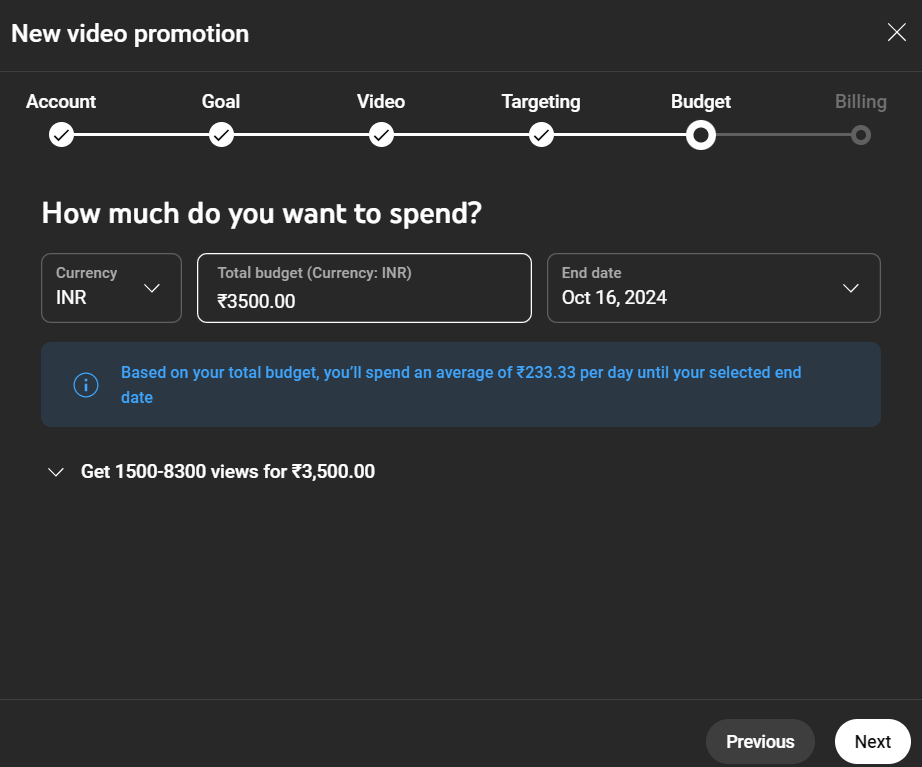 New video promotion
Account Goal Video Targeting Budget Billing
How much do you want to spend?
Currency
INR
Total budget (Currency: INR)
₹3500.00
End date
Oct 16, 2024
Based on your total budget, you’ll spend an average of ₹233.33 per day until your selected end
date
Get 1500-8300 views for ₹3,500.00
Previous Next